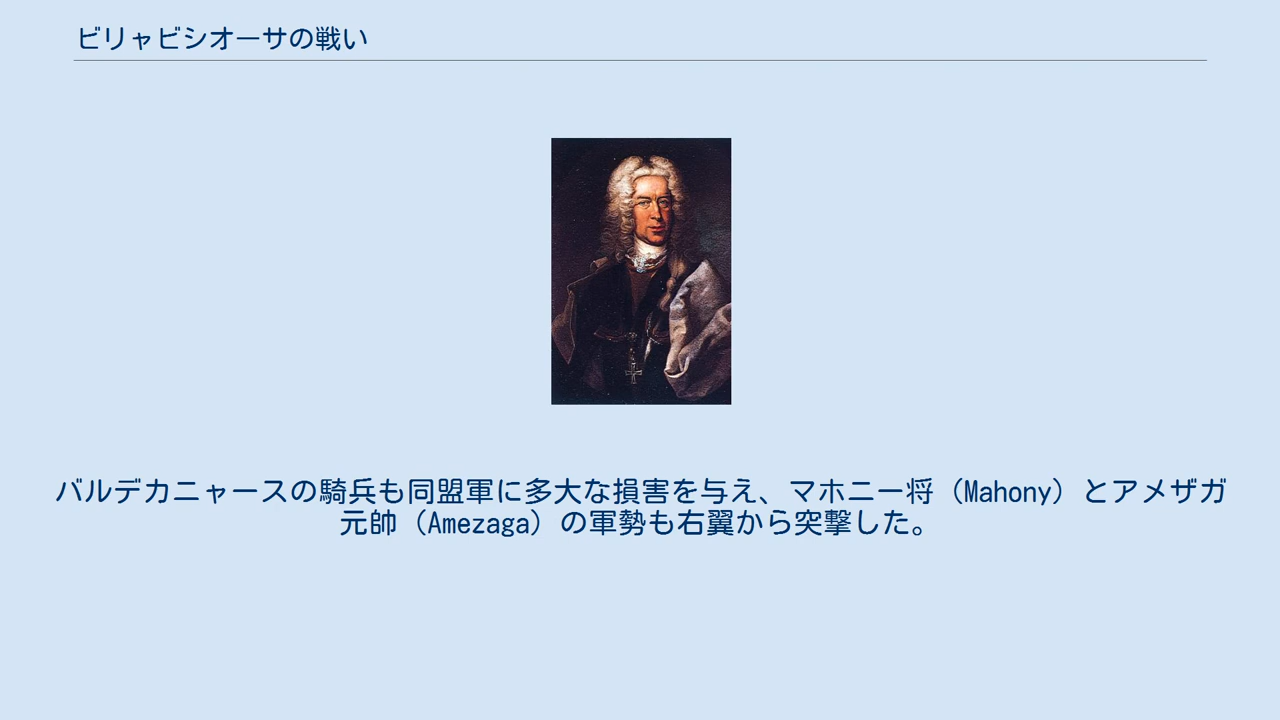 ビリャビシオーサの戦い
バルデカニャースの騎兵も同盟軍に多大な損害を与え、マホニー将（Mahony）とアメザガ
元帥（Amezaga）の軍勢も右翼から突撃した。